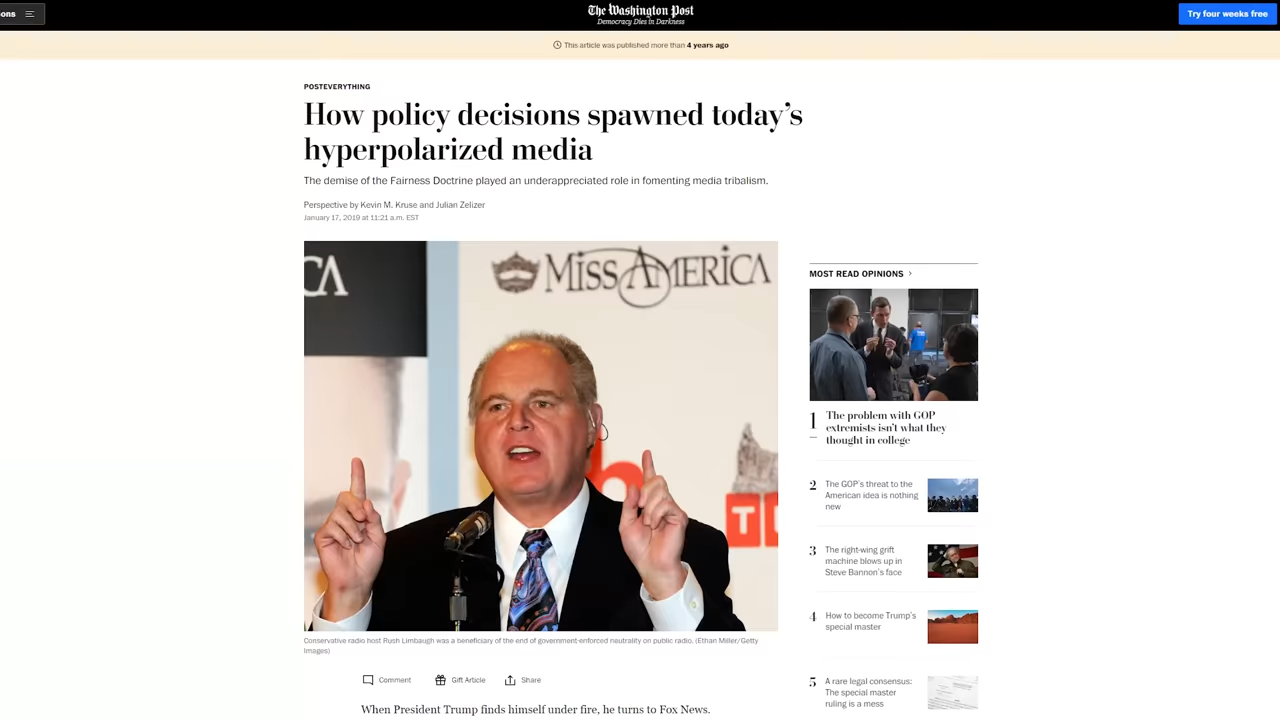 ons
The Washington Post
Democracy Dies in Darkness
Try four weeks free
This article was published more than 4 years ago
POSTEVERYTHING
How policy decisions spawned today's
hyperpolarized media
The demise of the Fairness Doctrine played an underappreciated role in fomenting media tribalism.
Perspective by Kevin M. Kruse and Julian Zelizer
January 17, 2019 at 11:21 a.m. EST
CA
MISS AMERICA
Conservative radio host Rush Limbaugh was a beneficiary of the end of government-enforced neutrality on public radio. (Ethan Miller/Getty
Images)
Comment
Gift Article
Share
When President Trump finds himself under fire, he turns to Fox News.
MOST READ OPINIONS
1
The problem with GOP
extremists isn't what they
thought in college
2
The GOP's threat to the
American idea is nothing
new
3
The right-wing grift
machine blows up in
Steve Bannon's face
4
How to become Trump's
special master
5
A rare legal consensus:
The special master
ruling is a mess